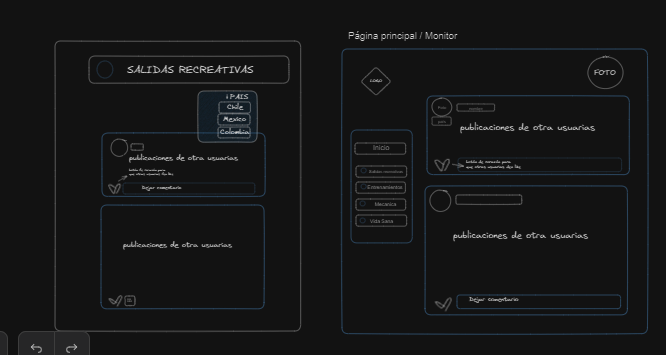 Página principal / Monitor
SALIDAS RECREATIVAS
¡PAIS
Chile
Mexico
Colombia
publicaciones de otra usuarias
Dejar comentario
publicaciones de otra usuarias
LOGO
FOTO
Inicio
Salidas recreativas
Entrenamientos
Mecanica
Vida Sana
Foto
publicaciones de otra usuarias
publicaciones de otra usuarias
Dejar comentario